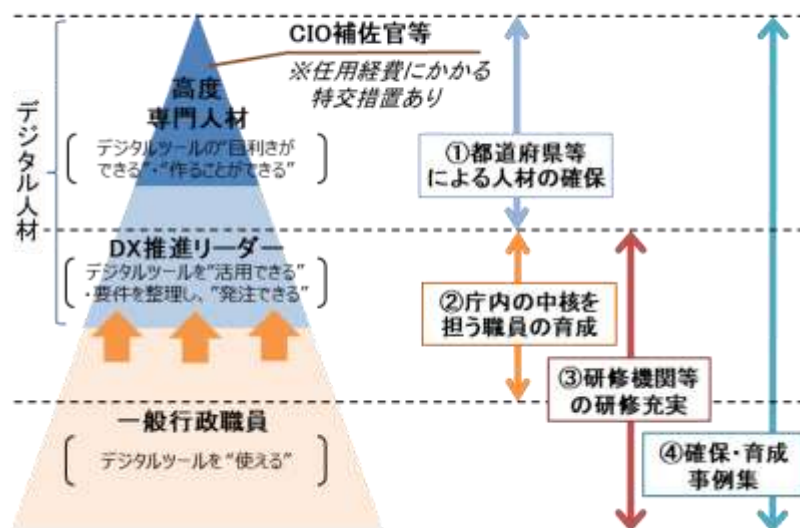 デジタル人材
CIO補佐官等
※任用経費にかかる
特交措置あり
高度
専門人材
デジタルツールの"目利きが
できる"・"作ることができる"
DX推進リーダー
デジタルツールを"活用できる"
・要件を整理し、"発注できる"
一般行政職員
デジタルツールを"使える"
①都道府県等
による人材の確保
②庁内の中核を
担う職員の育成
③研修機関等
の研修充実
④確保・育成
事例集